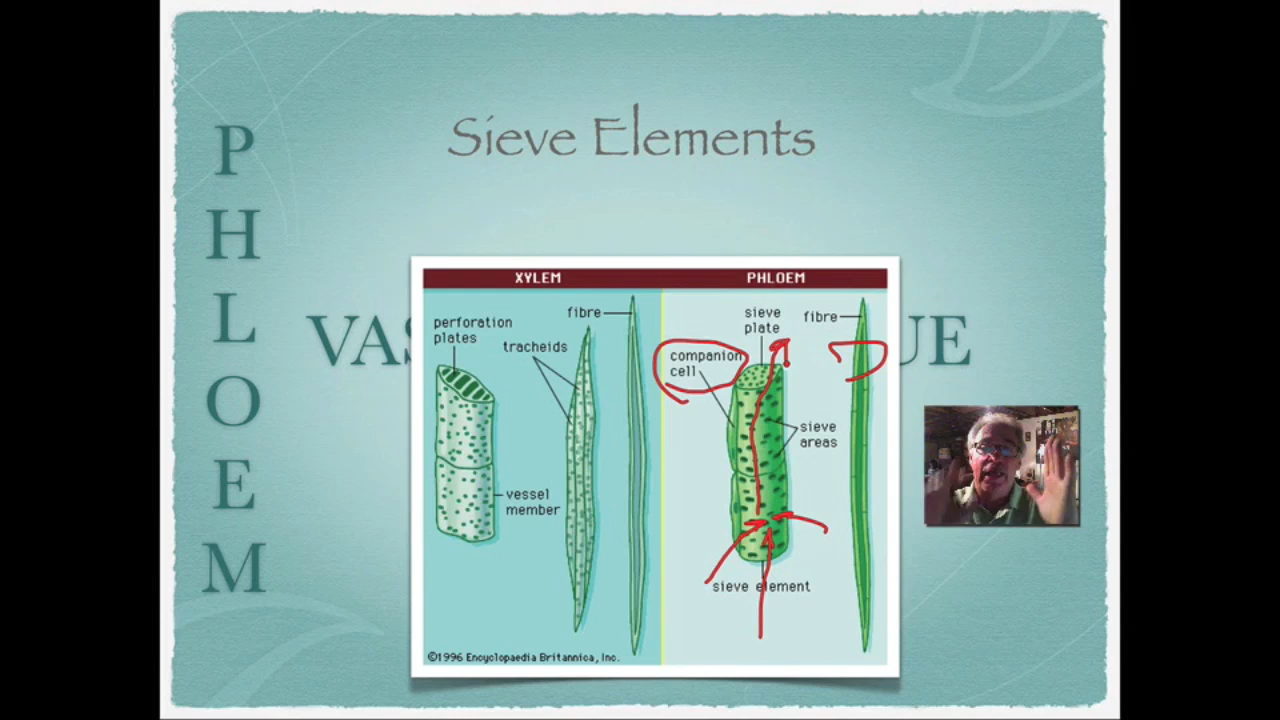 Sieve Elements
P
H
L
O
E
M
VAS UE
XYLEM
PHLOEM
perforation
plates
tracheids
fibre
vessel
member
sieve
plate
fibre
companion
cell
sieve
areas
sieve element
©1996 Encyclopaedia Britannica, Inc.